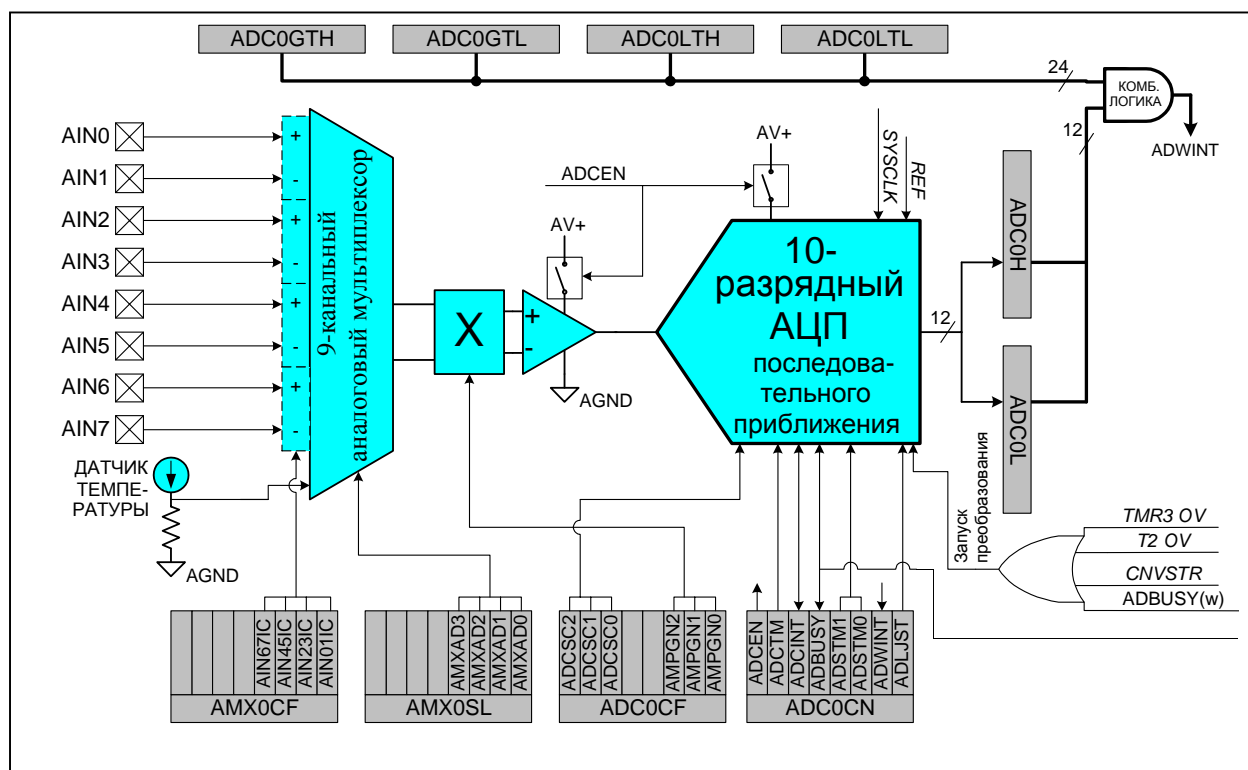 ADC0GTH
ADC0GTL
ADC0LTH
ADC0LTL
24
КОМБ.
ЛОГИКА
12
ADWINT
AIN0
AIN1
AIN2
AIN3
AIN4
AIN5
AIN6
AIN7
+
-
+
-
+
-
+
-
9-канальный
аналоговый мультиплексор
ADCEN
AV+
AV+
SYSCLK
REF
X
+
-
AGND
10-
разрядный
АЦП
последова-
тельного
приближения
12
ADC0H
ADC0L
ДАТЧИК
ТЕМПЕ-
РАТУРЫ
AGND
Запуск
преобразования
TMR3 OV
T2 OV
CNVSTR
ADBUSY(w)
AIN67IC
AIN45IC
AIN23IC
AIN01IC
AMX0CF
AMXAD3
AMXAD2
AMXAD1
AMXAD0
AMX0SL
ADCSC2
ADCSC1
ADCSC0
AMPGN2
AMPGN1
AMPGN0
ADC0CF
ADCEN
ADCTM
ADCINT
ADBUSY
ADSTM1
ADSTM0
ADWINT
ADLJST
ADC0CN